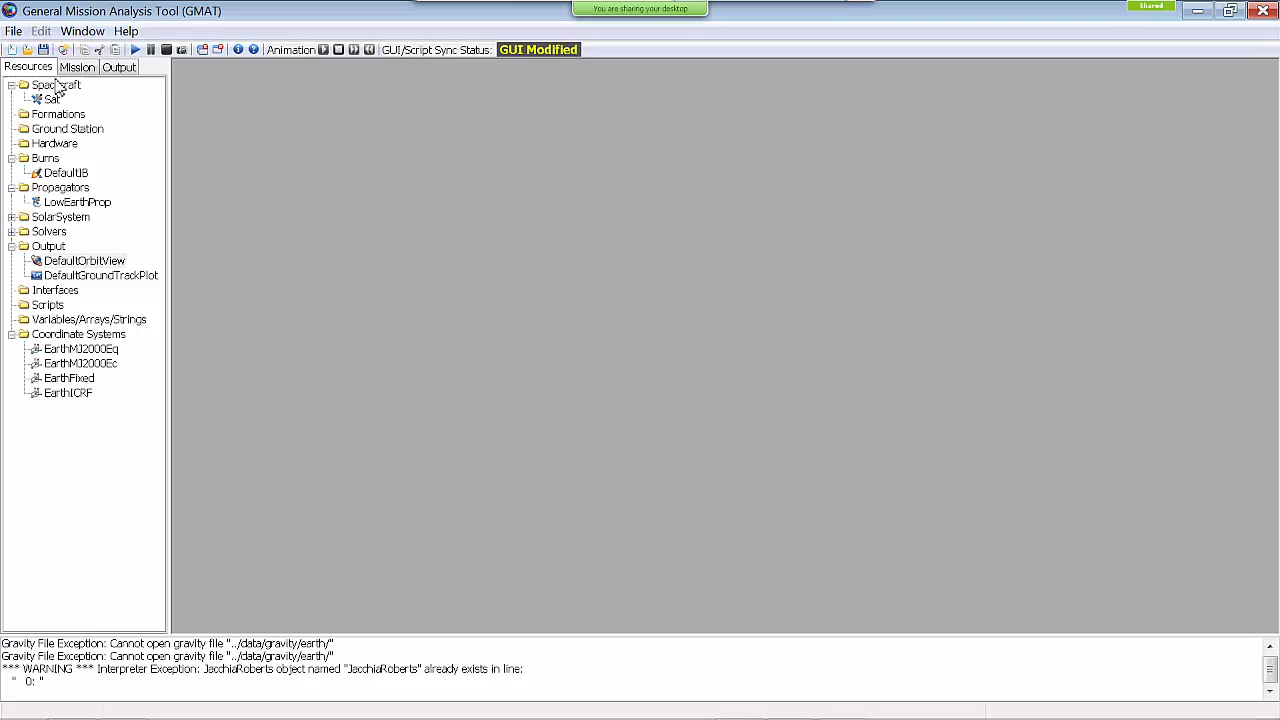 General Mission Analysis Tool (GMAT)
You are sharing your desktop
Shared
File Edit Window Help
Animation GUI/Script Sync Status: GUI Modified
Resources Mission Output
Spacecraft
Sat
Formations
Ground Station
Hardware
Burns
DefaultIB
Propagators
LowEarthProp
SolarSystem
Solvers
Output
DefaultOrbitView
DefaultGroundTrackPlot
Interfaces
Scripts
Variables/Arrays/Strings
Coordinate Systems
EarthMJ2000Eq
EarthMJ2000Ec
EarthFixed
EarthICRF
Gravity File Exception: Cannot open gravity file "../data/gravity/earth/"
Gravity File Exception: Cannot open gravity file "../data/gravity/earth/"
*** WARNING *** Interpreter Exception: JacchiaRoberts object named "JacchiaRoberts" already exists in line:
" 0: "